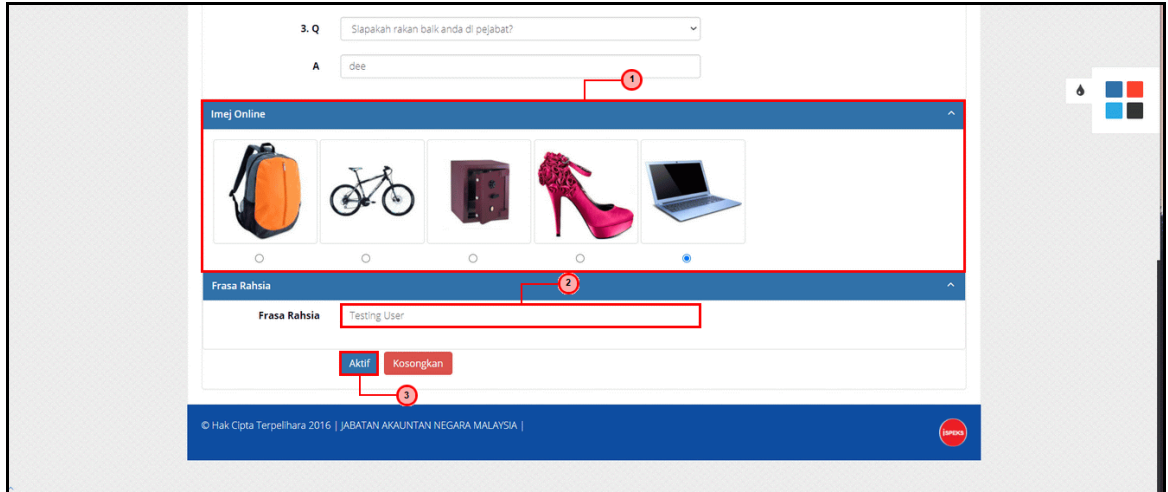 3. Q
Siapakah rakan baik anda di pejabat?
A
dee
1
Imej Online
Frasa Rahsia
2
Frasa Rahsia
Testing User
Aktif
Kosongkan
3
© Hak Cipta Terpelihara 2016 | JABATAN AKAUNTAN NEGARA MALAYSIA |
iSPEKS